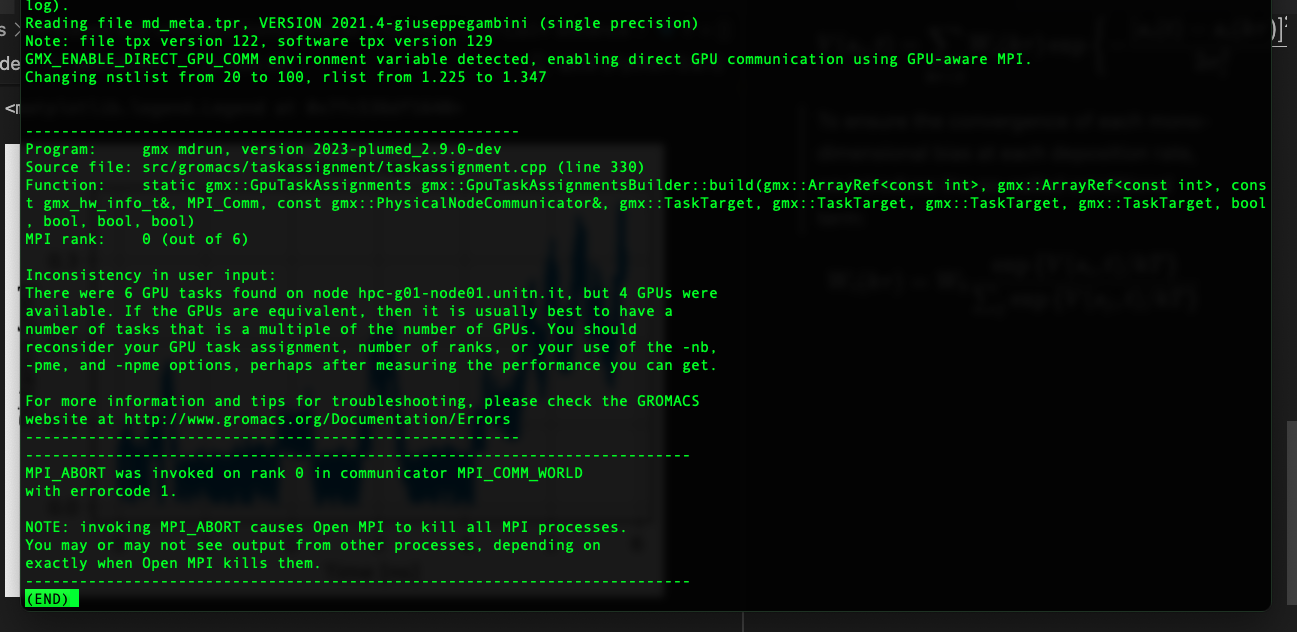 log).
Reading file md_meta.tpr, VERSION 2021.4-giuseppegambini (single precision)
Note: file tpx version 122, software tpx version 129
GMX_ENABLE_DIRECT_GPU_COMM environment variable detected, enabling direct GPU communication using GPU-aware MPI.
Changing nstlist from 20 to 100, rlist from 1.225 to 1.347
-------------------------------------------------------
Program:     gmx mdrun, version 2023-plumed_2.9.0-dev
Source file: src/gromacs/taskassignment/taskassignment.cpp (line 330)
Function:    static gmx::GpuTaskAssignments gmx::GpuTaskAssignmentsBuilder::build(gmx::ArrayRef<const int>, gmx::ArrayRef<const int>, cons
t gmx_hw_info_t&, MPI_Comm, const gmx::PhysicalNodeCommunicator&, gmx::TaskTarget, gmx::TaskTarget, gmx::TaskTarget, gmx::TaskTarget, bool
, bool, bool, bool)
MPI rank:    0 (out of 6)
Inconsistency in user input:
There were 6 GPU tasks found on node hpc-g01-node01.unitn.it, but 4 GPUs were
available. If the GPUs are equivalent, then it is usually best to have a
number of tasks that is a multiple of the number of GPUs. You should
reconsider your GPU task assignment, number of ranks, or your use of the -nb,
-pme, and -npme options, perhaps after measuring the performance you can get.
For more information and tips for troubleshooting, please check the GROMACS
website at http://www.gromacs.org/Documentation/Errors
-------------------------------------------------------
--------------------------------------------------------------------------
MPI_ABORT was invoked on rank 0 in communicator MPI_COMM_WORLD
with errorcode 1.
NOTE: invoking MPI_ABORT causes Open MPI to kill all MPI processes.
You may or may not see output from other processes, depending on
exactly when Open MPI kills them.
--------------------------------------------------------------------------
(END)